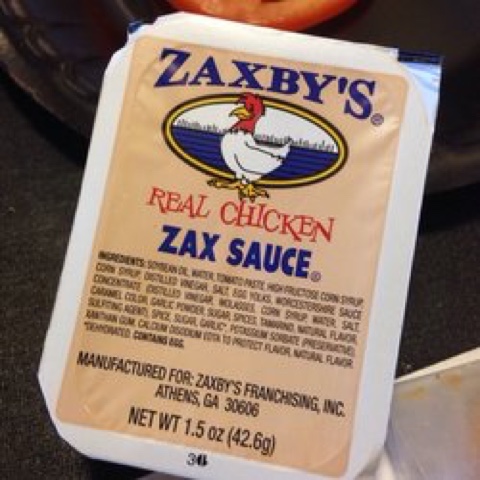 ZAXBY'S®
REAL CHICKEN
ZAX SAUCE®
INGREDIENTS: SOYBEAN OIL, WATER, TOMATO PASTE, HIGH FRUCTOSE CORN SYRUP,
CORN SYRUP, DISTILLED VINEGAR, SALT, EGG YOLKS, WORCESTERSHIRE SAUCE
CONCENTRATE (DISTILLED VINEGAR, MOLASSES, CORN SYRUP, WATER, SALT,
CARAMEL COLOR, GARLIC, POWDER, SUGAR, SPICES, TAMARIND, NATURAL FLAVOR,
SULFITING AGENT), SPICE, SUGAR, GARLIC*, POTASSIUM SORBATE (PRESERVATIVE),
XANTHAN GUM, CALCIUM DISODIUM EDTA TO PROTECT FLAVOR, NATURAL FLAVOR.
*DEHYDRATED. CONTAINS EGG.
MANUFACTURED FOR: ZAXBY'S FRANCHISING, INC.
ATHENS, GA 30606
NET WT 1.5 oz (42.6g)
36